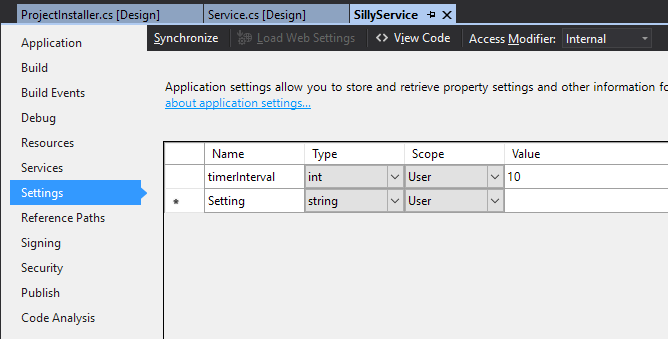 ProjectInstaller.cs [Design] Service.cs [Design] SillyService
Synchronize Load Web Settings View Code Access Modifier: Internal
Application
Build
Build Events
Debug
Resources
Services
Settings
Reference Paths
Signing
Security
Publish
Code Analysis
Application settings allow you to store and retrieve property settings and other information fo
about application settings...
Name Type Scope Value
timerInterval int User 10
* Setting string User